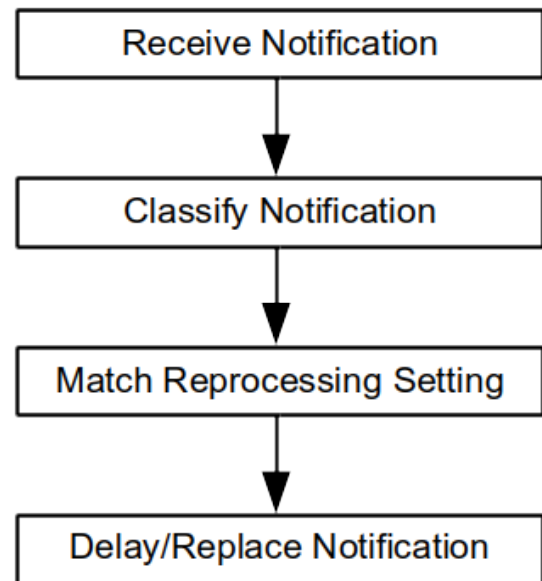 Receive Notification
Classify Notification
Match Reprocessing Setting
Delay/Replace Notification